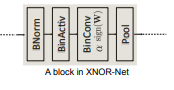 BNorm
BinActiv
BinConv
α sign(W)
Pool
A block in XNOR-Net